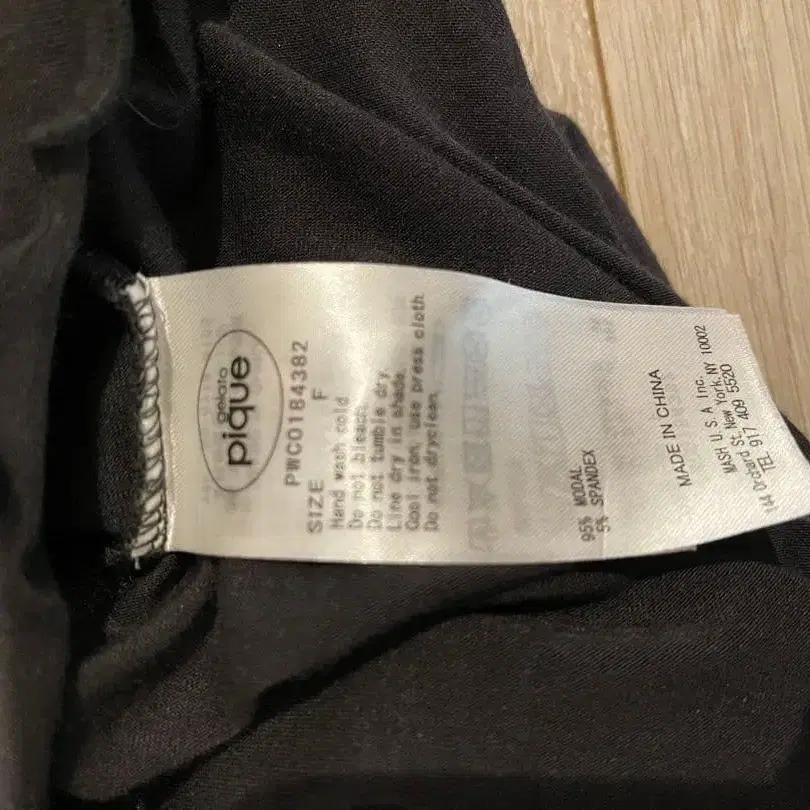 gelato
pique
PWCO184382
SIZE F
Hand wash cold
Do not bleach.
Do not tumble dry.
Line dry in shade.
Cool iron, use press cloth.
Do not dryclean.
95% MODAL
5% SPANDEX
MADE IN CHINA
MASH U S A Inc.
164 Orchard St. New York, NY 10002
TEL 917 409 5520